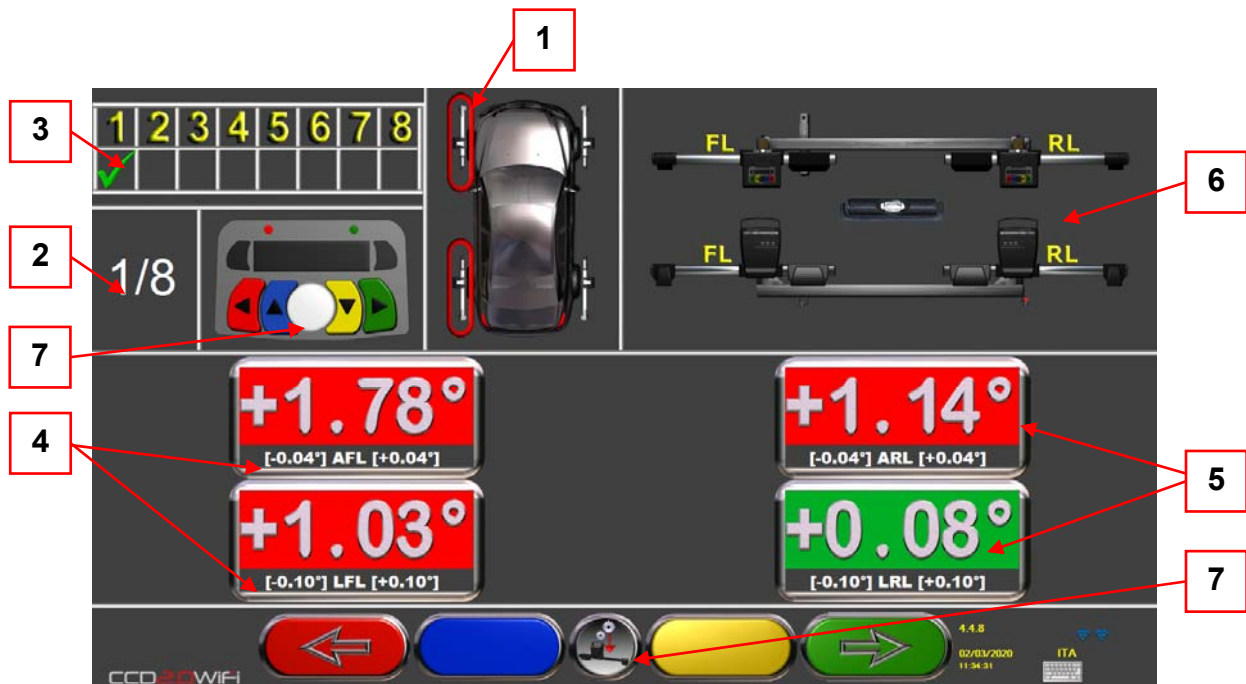 1
3
1 2 3 4 5 6 7 8
FL RL
6
2
1/8
FL RL
7
+1.78°
[-0.04°] AFL [+0.04°]
+1.14°
[-0.04°] ARL [+0.04°]
4
5
+1.03°
[-0.10°] LFL [+0.10°]
+0.08°
[-0.10°] LRL [+0.10°]
7
4.4.8
02/03/2020
11:34:31
ITA
CCD2.0WiFi